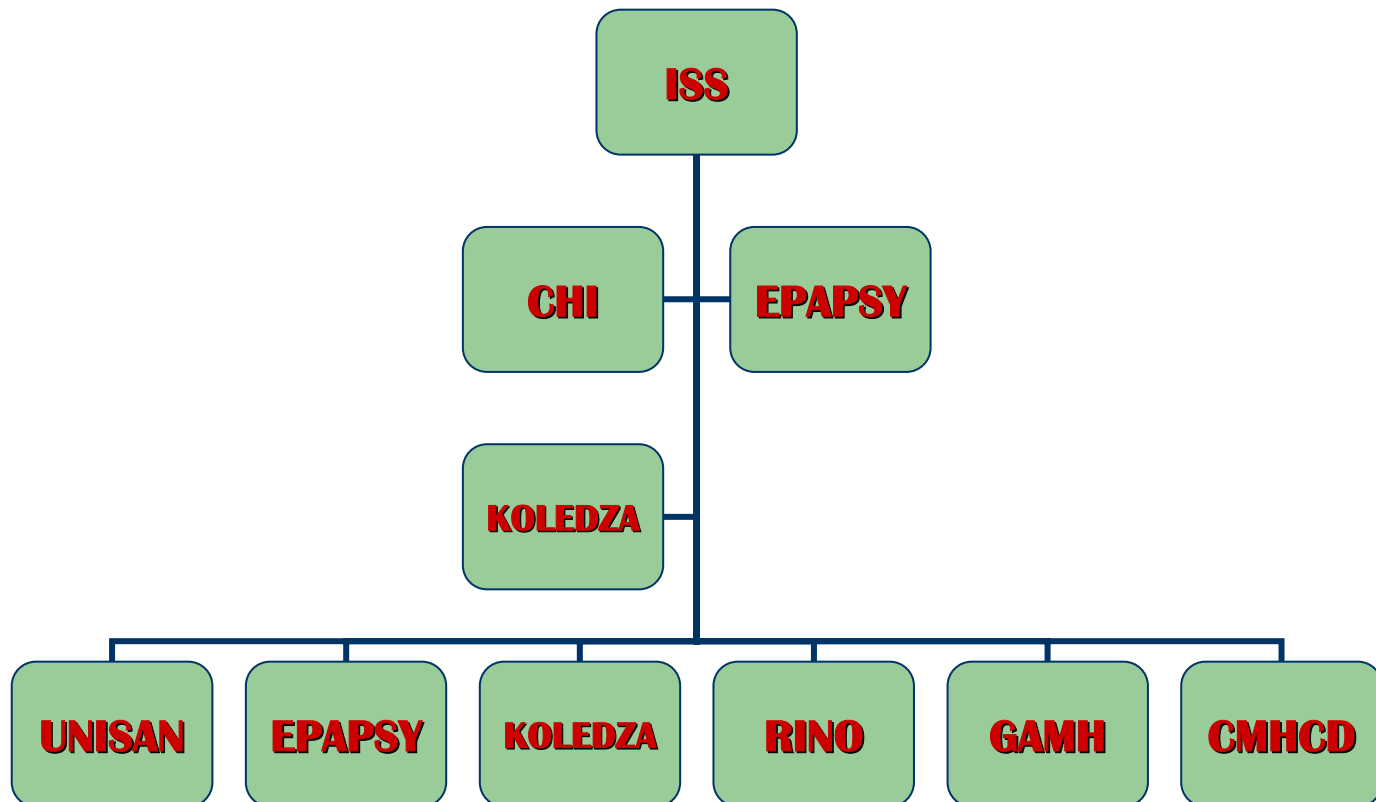 ISS
CHI
EPAPSY
KOLEDZA
UNISAN
EPAPSY
KOLEDZA
RINO
GAMH
CMHCD